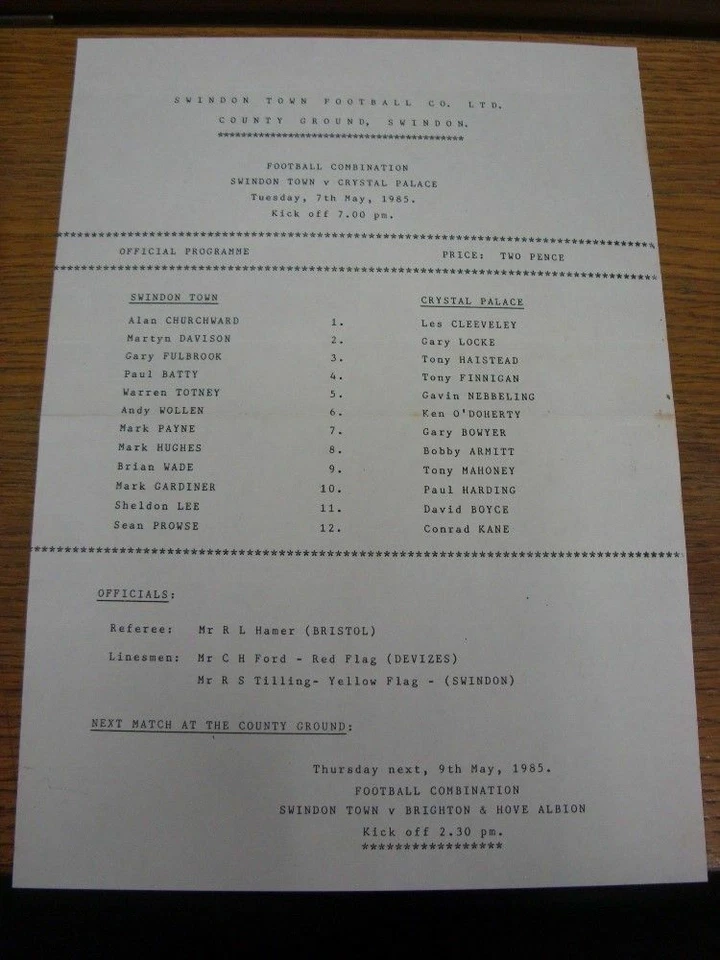 SWINDON TOWN FOOTBALL CO. LTD.
COUNTY GROUND, SWINDON.
******************************************
FOOTBALL COMBINATION
SWINDON TOWN v CRYSTAL PALACE
Tuesday, 7th May, 1985.
Kick off 7.00 pm.
**********************************************************************************
OFFICIAL PROGRAMME PRICE: TWO PENCE
**********************************************************************************
SWINDON TOWN CRYSTAL PALACE
Alan CHURCHWARD 1. Les CLEEVELEY
Martyn DAVISON 2. Gary LOCKE
Gary FULBROOK 3. Tony HAISTEAD
Paul BATTY 4. Tony FINNIGAN
Warren TOTNEY 5. Gavin NEBBELING
Andy WOLLEN 6. Ken O'DOHERTY
Mark PAYNE 7. Gary BOWYER
Mark HUGHES 8. Bobby ARMITT
Brian WADE 9. Tony MAHONEY
Mark GARDINER 10. Paul HARDING
Sheldon LEE 11. David BOYCE
Sean PROWSE 12. Conrad KANE
**********************************************************************************
OFFICIALS:
Referee: Mr R L Hamer (BRISTOL)
Linesmen: Mr C H Ford - Red Flag (DEVIZES)
Mr R S Tilling- Yellow Flag - (SWINDON)
NEXT MATCH AT THE COUNTY GROUND:
Thursday next, 9th May, 1985.
FOOTBALL COMBINATION
SWINDON TOWN v BRIGHTON & HOVE ALBION
Kick off 2.30 pm.
*****************